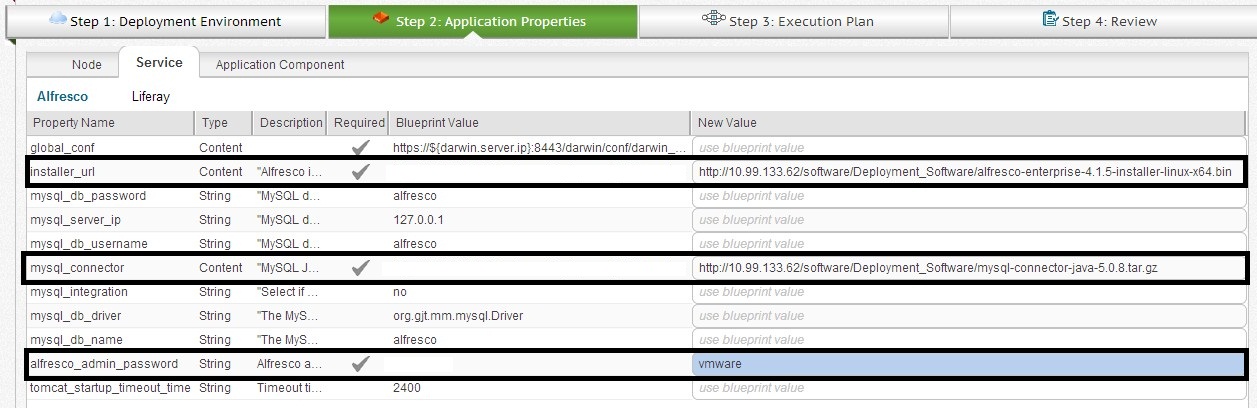 Step 1: Deployment Environment Step 2: Application Properties Step 3: Execution Plan Step 4: Review
Node Service Application Component
Alfresco Liferay
Property Name Type Description Required Blueprint Value New Value
global_conf Content https://${darwin.server.ip}:8443/darwin/conf/darwin_... use blueprint value
installer_url Content "Alfresco i... http://10.99.133.62/software/Deployment_Software/alfresco-enterprise-4.1.5-installer-linux-x64.bin
mysql_db_password String "MySQL d... alfresco use blueprint value
mysql_server_ip String "MySQL d... 127.0.0.1 use blueprint value
mysql_db_username String "MySQL d... alfresco use blueprint value
mysql_connector Content "MySQL J... http://10.99.133.62/software/Deployment_Software/mysql-connector-java-5.0.8.tar.gz
mysql_integration String "Select if ... no use blueprint value
mysql_db_driver String "The MyS... org.gjt.mm.mysql.Driver use blueprint value
mysql_db_name String "The MyS... alfresco use blueprint value
alfresco_admin_password String Alfresco a... vmware
tomcat_startup_timeout_time String Timeout ti... 2400 use blueprint value